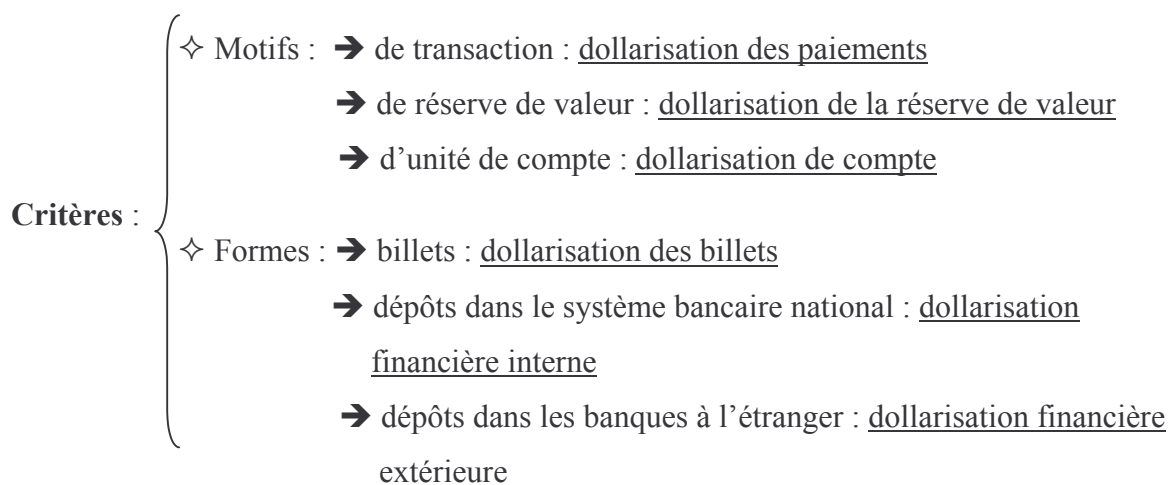 ✧ Motifs : ➔ de transaction : dollarisation des paiements
➔ de réserve de valeur : dollarisation de la réserve de valeur
➔ d’unité de compte : dollarisation de compte
Critères :
✧ Formes : ➔ billets : dollarisation des billets
➔ dépôts dans le système bancaire national : dollarisation
financière interne
➔ dépôts dans les banques à l’étranger : dollarisation financière
extérieure